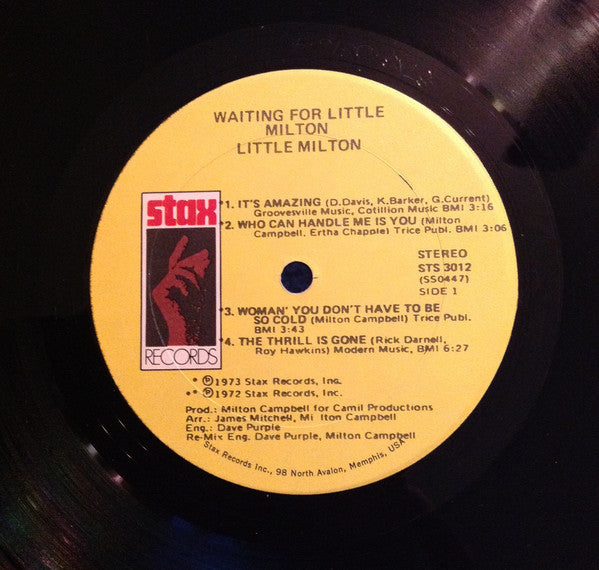 WAITING FOR LITTLE
MILTON
LITTLE MILTON
stax
RECORDS
*1. IT'S AMAZING (D.Davis, K.Barker, G.Current)
Groovesville Music, Cotillion Music BMI 3:16
*2. WHO CAN HANDLE ME IS YOU (Milton
Campbell, Ertha Chapple) Trice Publ. BMI 3:06
STEREO
STS 3012
(SS0447)
SIDE 1
*3. WOMAN' YOU DON'T HAVE TO BE
SO COLD (Milton Campbell) Trice Publ.
BMI 3:43
*4. THE THRILL IS GONE (Rick Darnell,
Roy Hawkins) Modern Music, BMI 6:27
* ℗1973 Stax Records, Inc.
** ℗1972 Stax Records, Inc.
Prod.: Milton Campbell for Camil Productions
Arr.: James Mitchell, Mi lton Campbell
Eng.: Dave Purple
Re-Mix Eng. Dave Purple, Milton Campbell
Stax Records Inc., 98 North Avalon, Memphis, USA